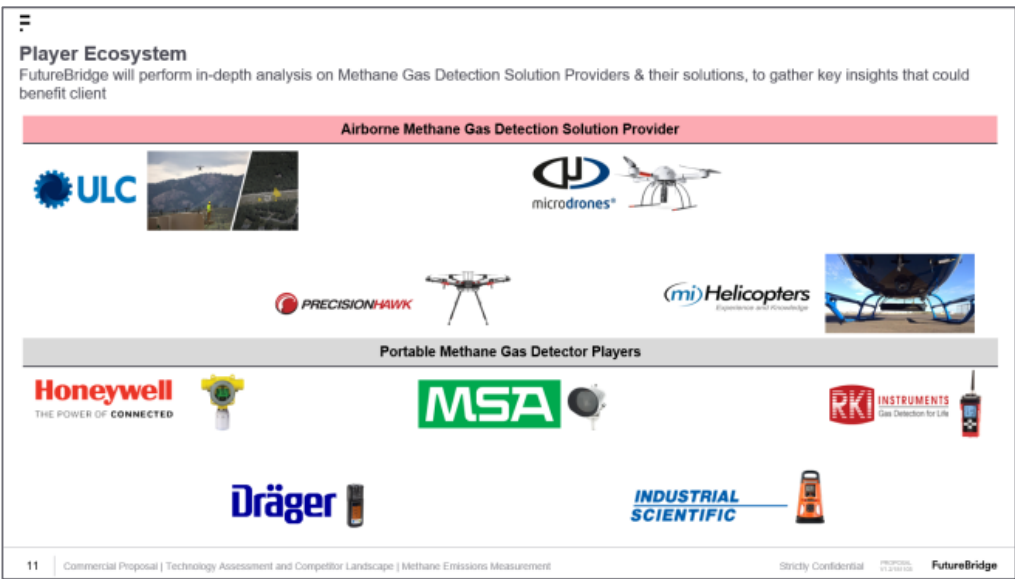 Player Ecosystem
FutureBridge will perform in-depth analysis on Methane Gas Detection Solution Providers & their solutions, to gather key insights that could
benefit client
Airborne Methane Gas Detection Solution Provider
ULC
microdrones®
PRECISIONHAWK
(mi) Helicopters
Experience and Knowledge
Portable Methane Gas Detector Players
Honeywell
THE POWER OF CONNECTED
MSA
RKI INSTRUMENTS
Gas Detection for Life
Dräger
INDUSTRIAL
SCIENTIFIC
11 Commercial Proposal | Technology Assessment and Competitor Landscape | Methane Emissions Measurement Strictly Confidential PROPOSAL FutureBridge